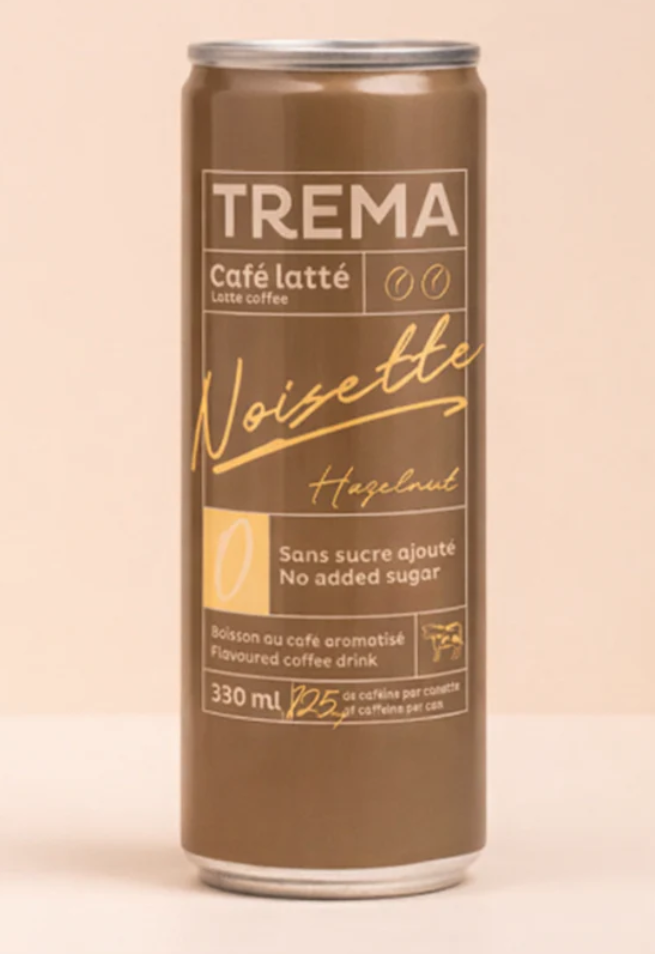 TREMA
Café latté
Latte coffee
Noisette
Hazelnut
0
Sans sucre ajouté
No added sugar
Boisson au café aromatisé
Flavoured coffee drink
330 ml 125
de caféine par canette
of caffeine per can